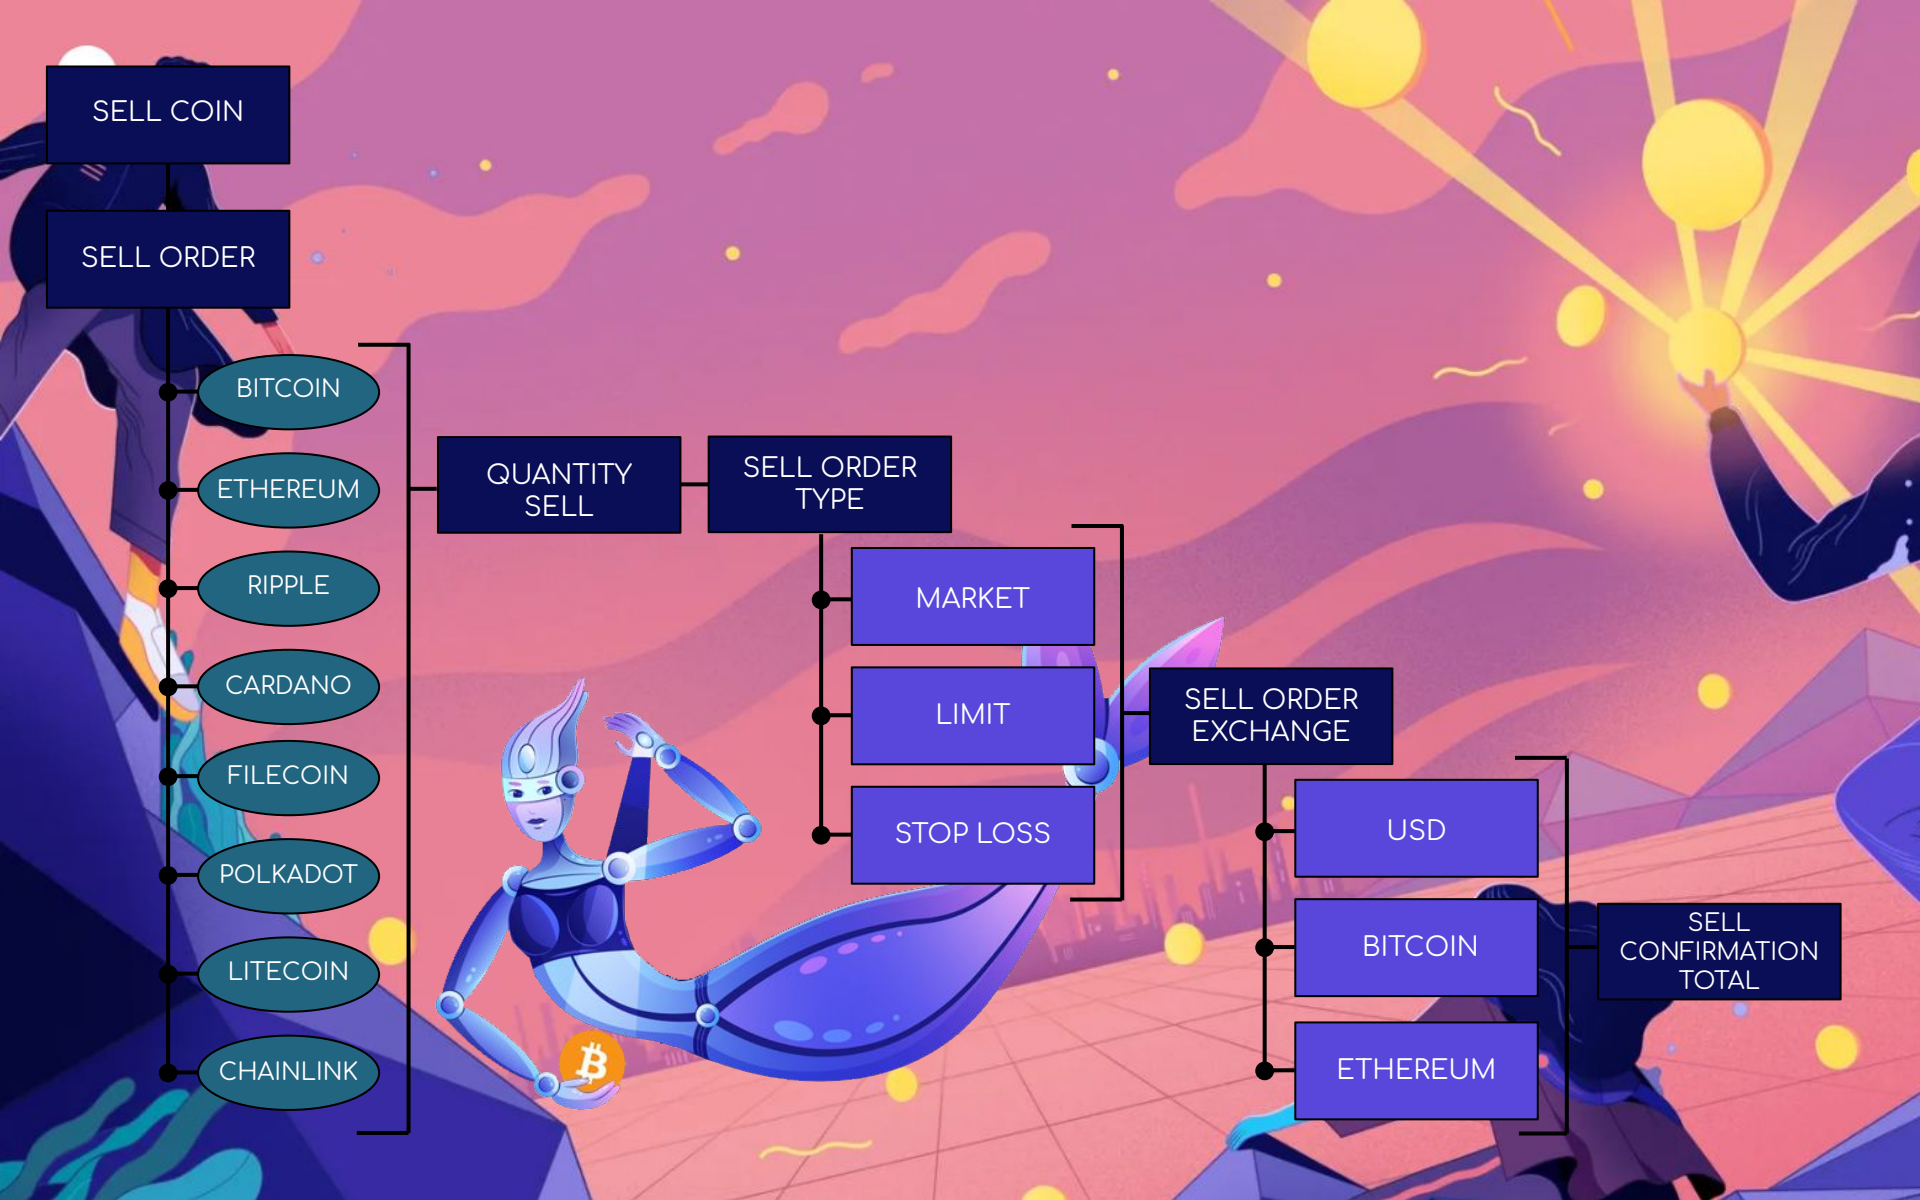 SELL COIN
SELL ORDER
BITCOIN
ETHEREUM
RIPPLE
CARDANO
FILECOIN
POLKADOT
LITECOIN
CHAINLINK
QUANTITY
SELL
SELL ORDER
TYPE
MARKET
LIMIT
STOP LOSS
SELL ORDER
EXCHANGE
USD
BITCOIN
ETHEREUM
SELL
CONFIRMATION
TOTAL